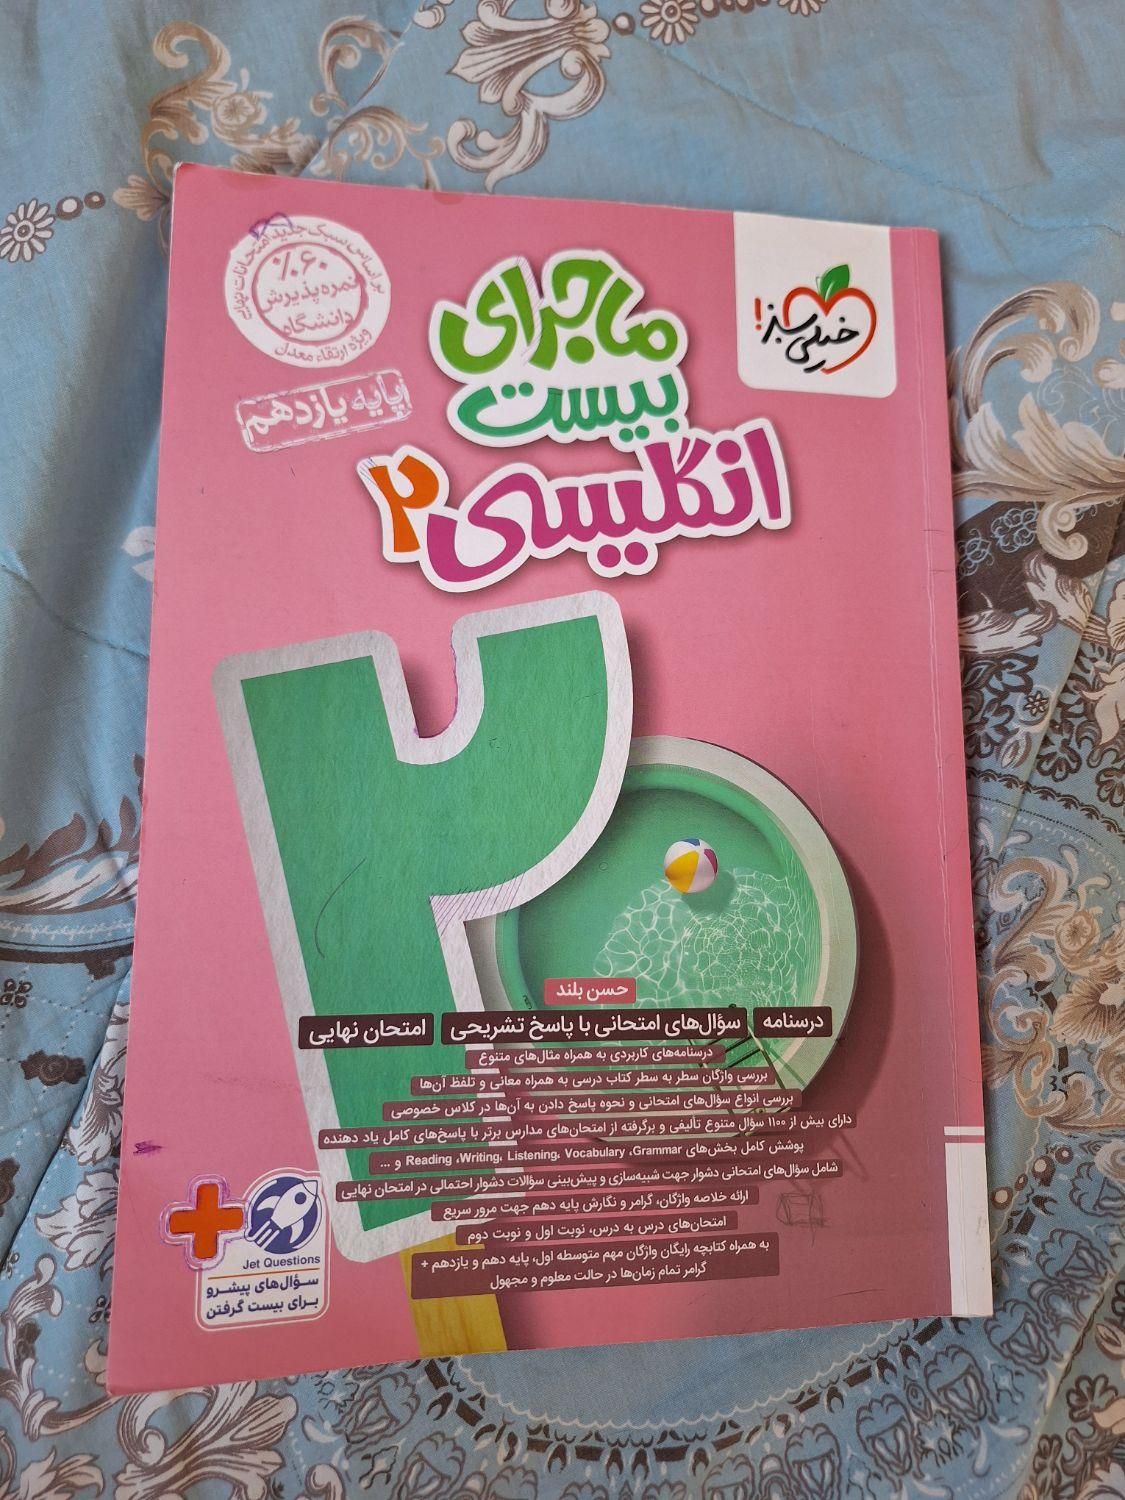 براساس سبک جدید امتحانات نهایی
٪۶۰
نمره پذیرش
دانشگاه
ویژه ارتقاء معدل
پایه یازدهم
خیلی سبز!
ماجرای
بیست
انگلیسی ۲
۲۰
حسن بلند
درسنامه سؤال‌های امتحانی با پاسخ تشریحی امتحان نهایی
درسنامه‌های کاربردی به همراه مثال‌های متنوع
بررسی واژگان سطر به سطر کتاب درسی به همراه معانی و تلفظ آن‌ها
بررسی انواع سؤال‌های امتحانی و نحوه پاسخ دادن به آن‌ها در کلاس خصوصی
دارای بیش از ۱۱۰۰ سؤال متنوع تألیفی و برگرفته از امتحان‌های مدارس برتر با پاسخ‌های کامل یاد دهنده
پوشش کامل بخش‌های Reading ،Writing، Listening، Vocabulary ،Grammar و ...
شامل سؤال‌های امتحانی دشوار جهت شبیه‌سازی و پیش‌بینی سؤالات دشوار احتمالی در امتحان نهایی
ارائه خلاصه واژگان، گرامر و نگارش پایه دهم جهت مرور سریع
امتحان‌های درس به درس، نوبت اول و نوبت دوم
به همراه کتابچه رایگان واژگان مهم متوسطه اول، پایه دهم و یازدهم +
گرامر تمام زمان‌ها در حالت معلوم و مجهول
Jet Questions
سؤال‌های پیشرو
برای بیست گرفتن